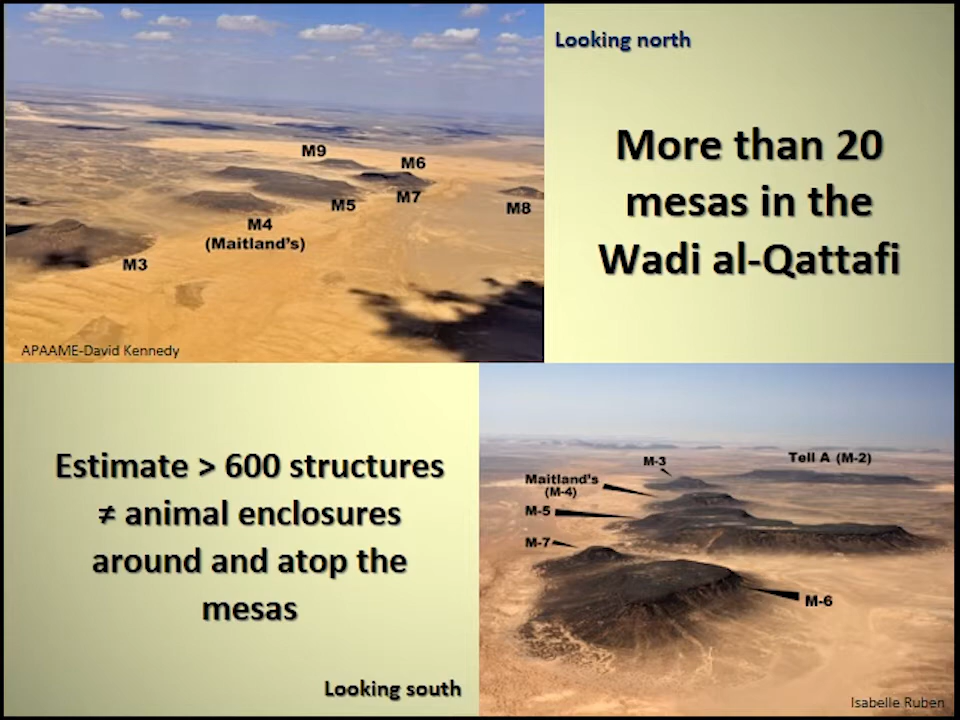 Looking north
More than 20
mesas in the
Wadi al-Qattafi
M9
M6
M7
M5
M8
M4
(Maitland's)
M3
APAAME-David Kennedy
Estimate > 600 structures
≠ animal enclosures
around and atop the
mesas
Looking south
M-3
Tell A (M-2)
Maitland's
(M-4)
M-5
M-7
M-6
Isabelle Ruben